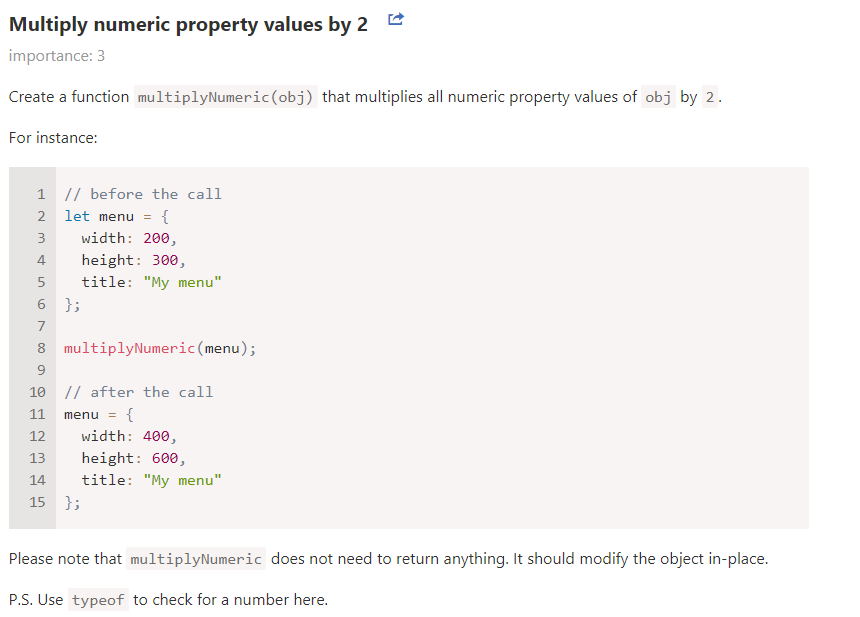 Multiply numeric property values by 2
importance: 3
Create a function multiplyNumeric(obj) that multiplies all numeric property values of obj by 2.
For instance:
1 // before the call
2 let menu = {
3   width: 200,
4   height: 300,
5   title: "My menu"
6 };
7
8 multiplyNumeric(menu);
9
10 // after the call
11 menu = {
12   width: 400,
13   height: 600,
14   title: "My menu"
15 };
Please note that multiplyNumeric does not need to return anything. It should modify the object in-place.
P.S. Use typeof to check for a number here.